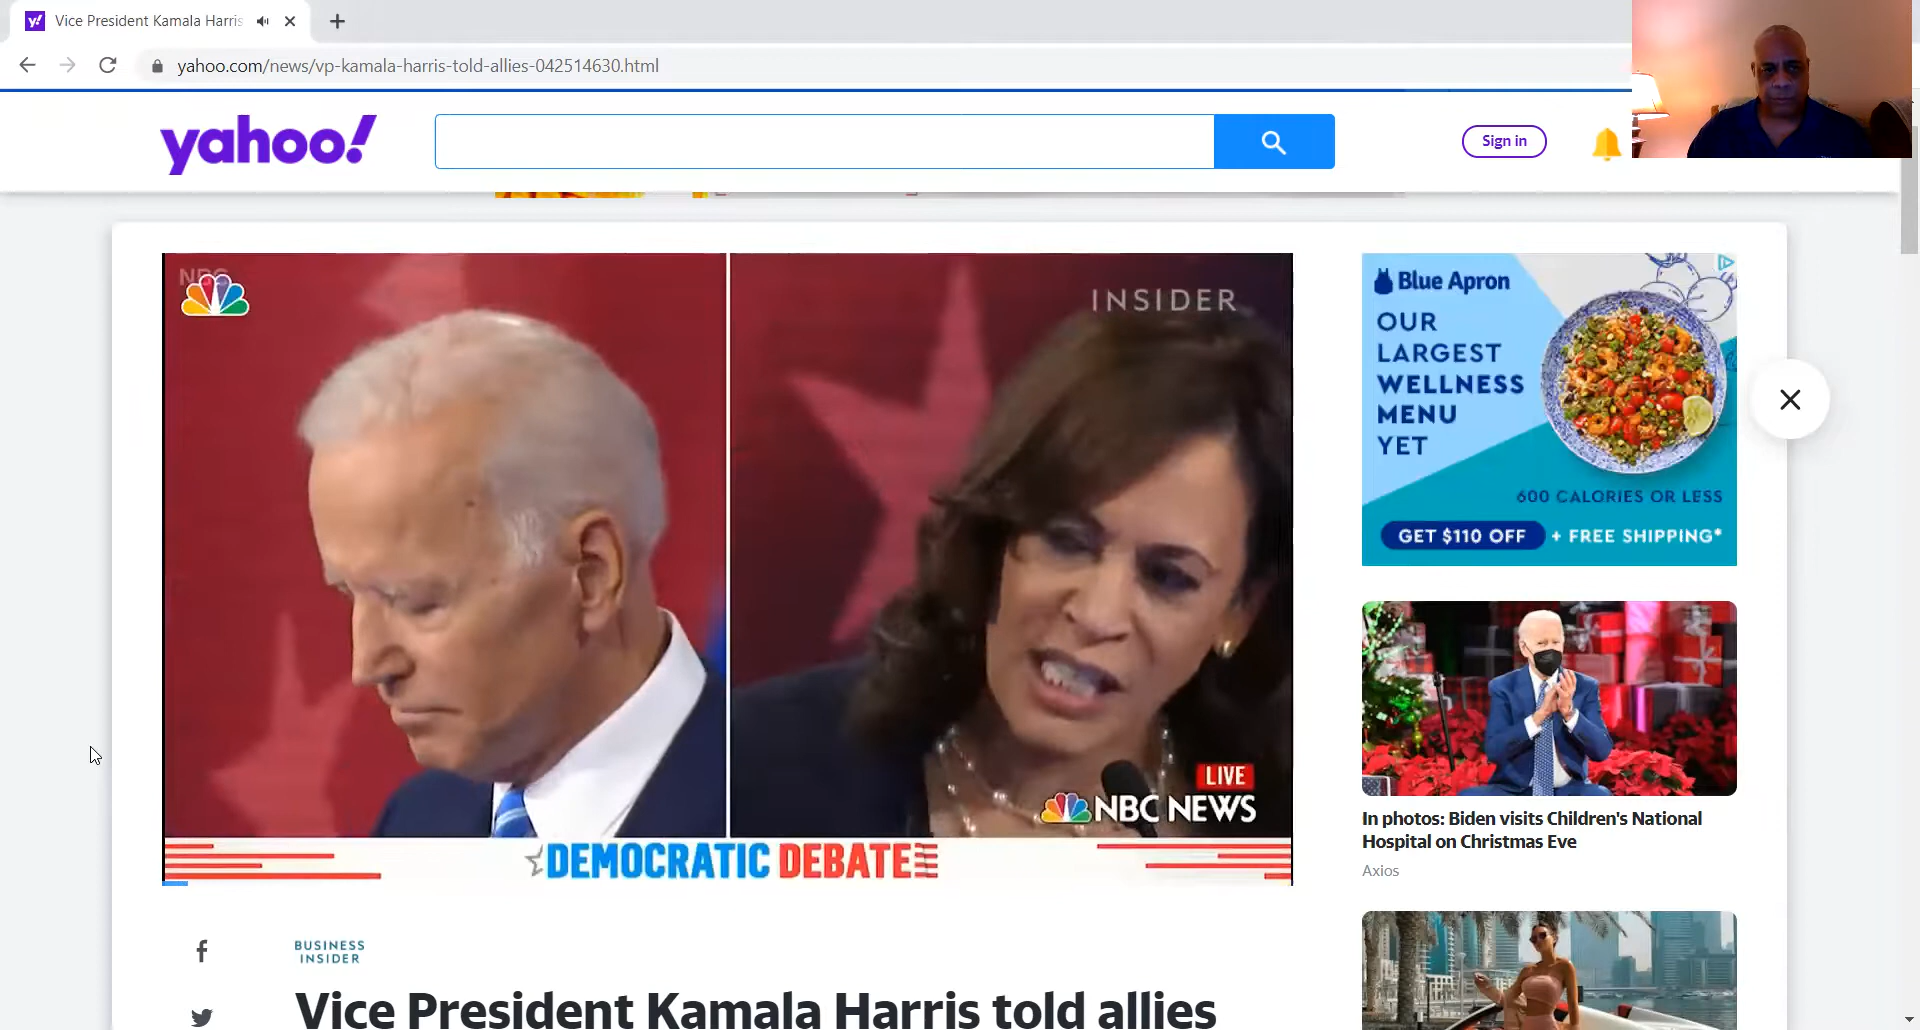 Vice President Kamala Harris
yahoo.com/news/vp-kamala-harris-told-allies-042514630.html
yahoo!
Sign in
NBC
INSIDER
LIVE
NBC NEWS
DEMOCRATIC DEBATE
Blue Apron
OUR
LARGEST
WELLNESS
MENU
YET
600 CALORIES OR LESS
GET $110 OFF + FREE SHIPPING*
In photos: Biden visits Children's National
Hospital on Christmas Eve
Axios
BUSINESS
INSIDER
Vice President Kamala Harris told allies